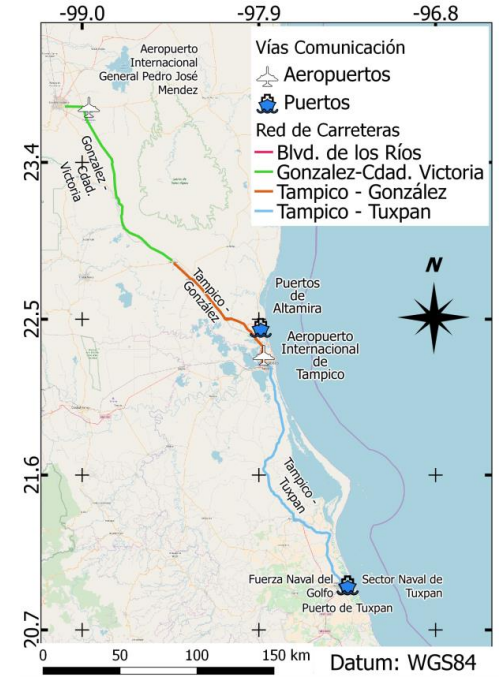 -99.0 -97.9 -96.8
Aeropuerto
Internacional
General Pedro José
Mendez
Vías Comunicación
Aeropuertos
Puertos
Red de Carreteras
Blvd. de los Ríos
Gonzalez-Cdad. Victoria
Tampico - González
Tampico - Tuxpan
23.4
Gonzalez -
Cdad.
Victoria
N
Tampico -
González
Puertos
de
Altamira
22.5
Aeropuerto
Internacional
de
Tampico
21.6
Tampico -
Tuxpan
Fuerza Naval del
Golfo
Sector Naval de
Tuxpan
Puerto de Tuxpan
20.7
0 50 100 150 km
Datum: WGS84